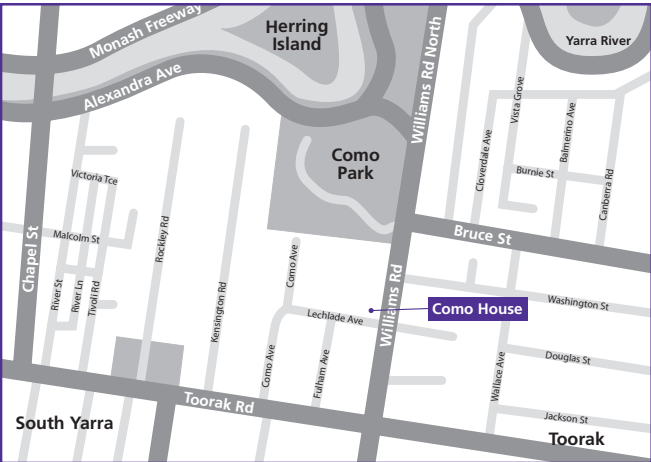 Monash Freeway
Herring
Island
Yarra River
Alexandra Ave
Williams Rd North
Vista Grove
Balmerino Ave
Cloverdale Ave
Como
Park
Burnie St
Canberra Rd
Victoria Tce
Rockley Rd
Malcolm St
Chapel St
Bruce St
Como Ave
River St
River Ln
Tivoli Rd
Kensington Rd
Williams Rd
Washington St
Como House
Lechlade Ave
Como Ave
Fulham Ave
Wallace Ave
Douglas St
Toorak Rd
Jackson St
South Yarra
Toorak